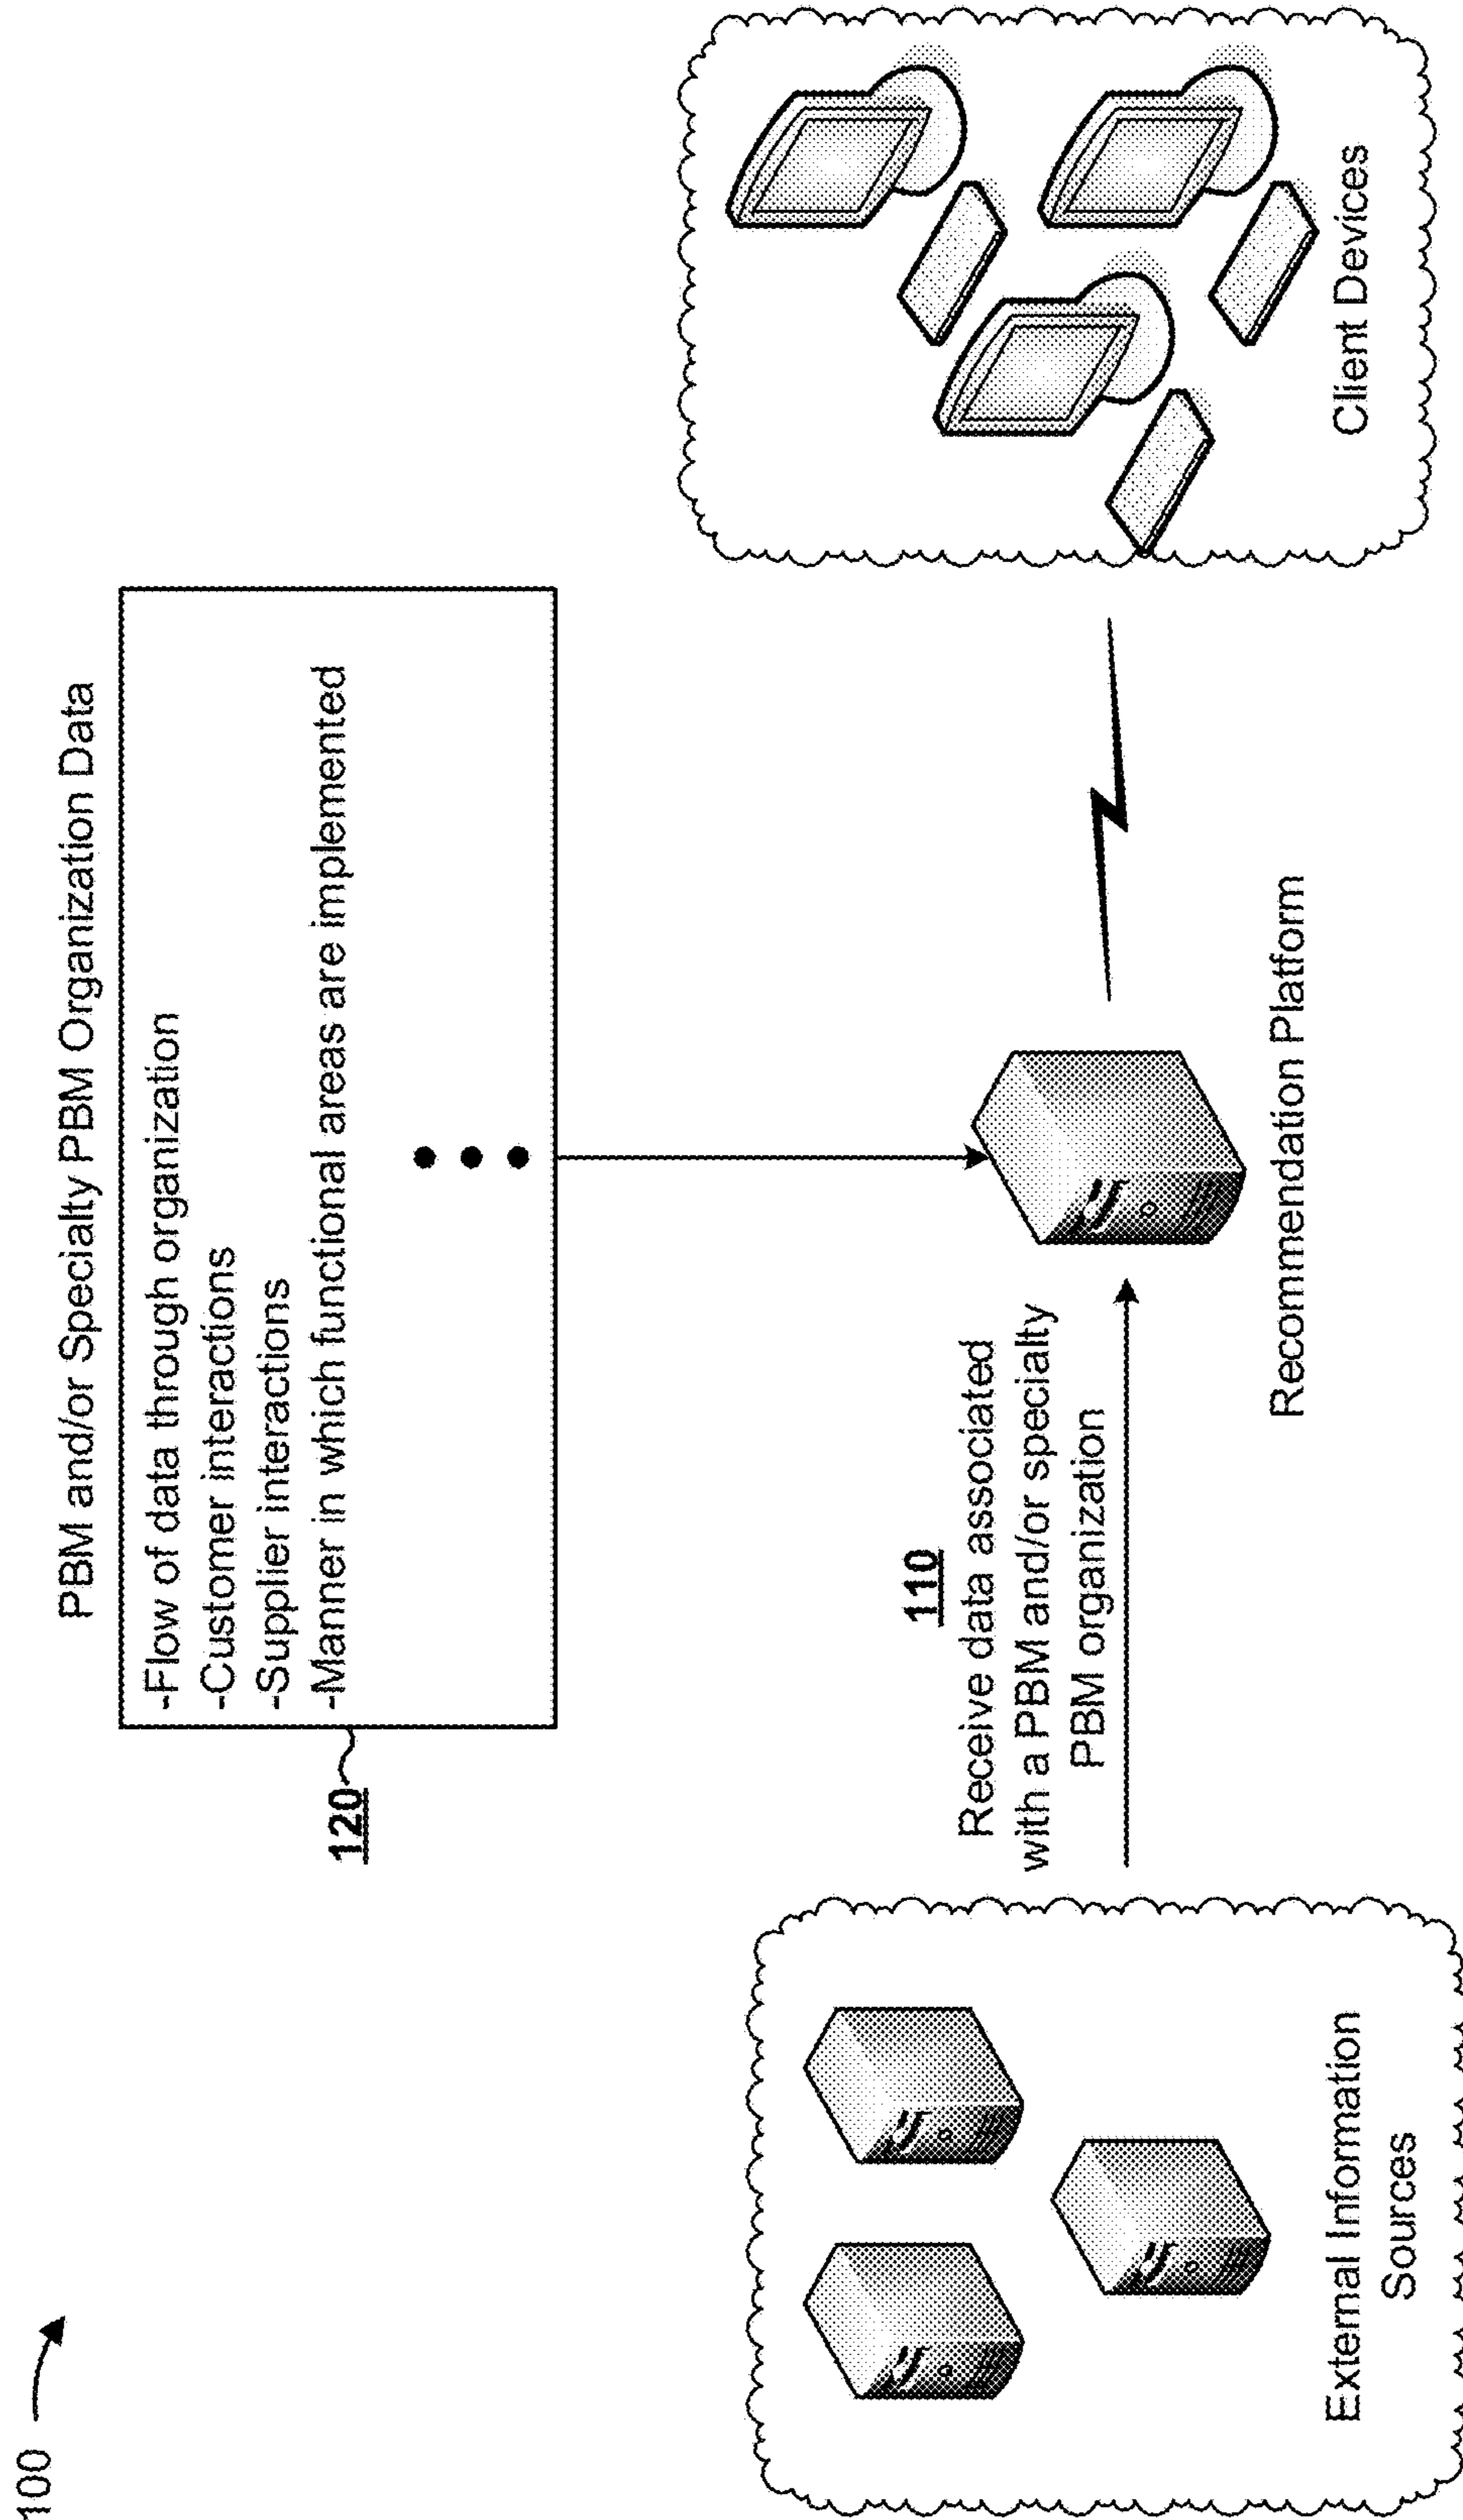 100
PBM and/or Specialty PBM Organization Data
-Flow of data through organization
-Customer interactions
-Supplier interactions
-Manner in which functional areas are implemented
120
110
Receive data associated
with a PBM and/or specialty
PBM organization
External Information
Sources
Recommendation Platform
Client Devices